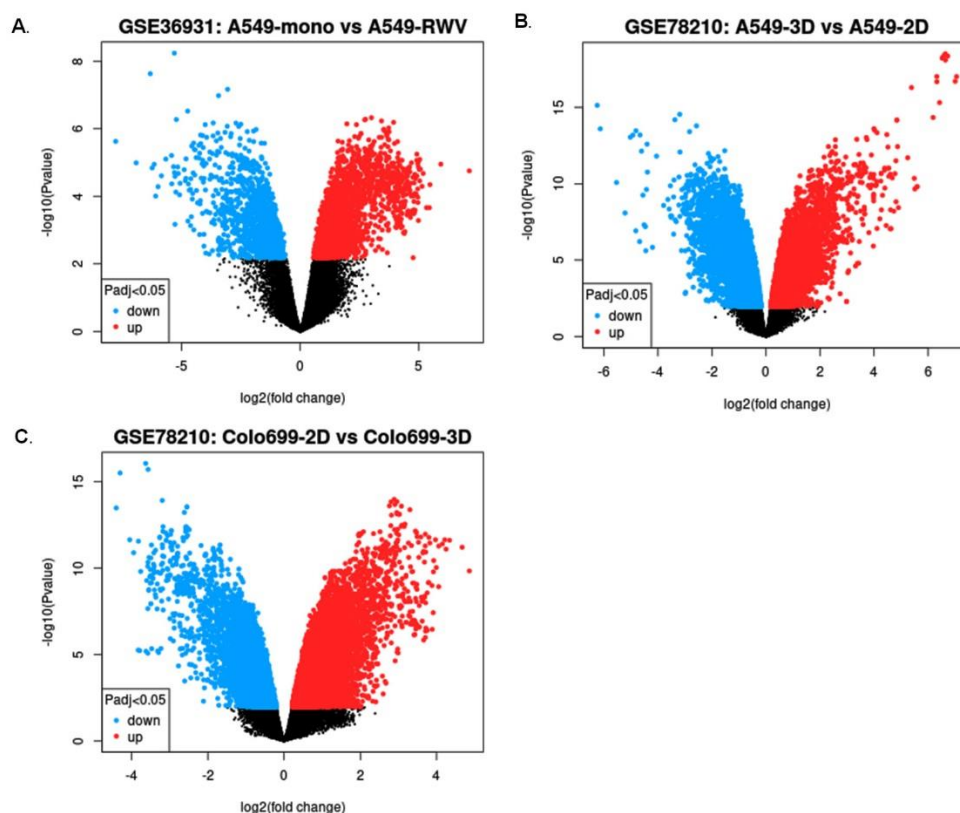 A.
GSE36931: A549-mono vs A549-RWV
8
6
4
2
0
-log10(Pvalue)
Padj<0.05
down
up
-5
0
5
log2(fold change)
B.
GSE78210: A549-3D vs A549-2D
15
10
5
0
-log10(Pvalue)
Padj<0.05
down
up
-6
-4
-2
0
2
4
6
log2(fold change)
C.
GSE78210: Colo699-2D vs Colo699-3D
15
10
5
0
-log10(Pvalue)
Padj<0.05
down
up
-4
-2
0
2
4
log2(fold change)